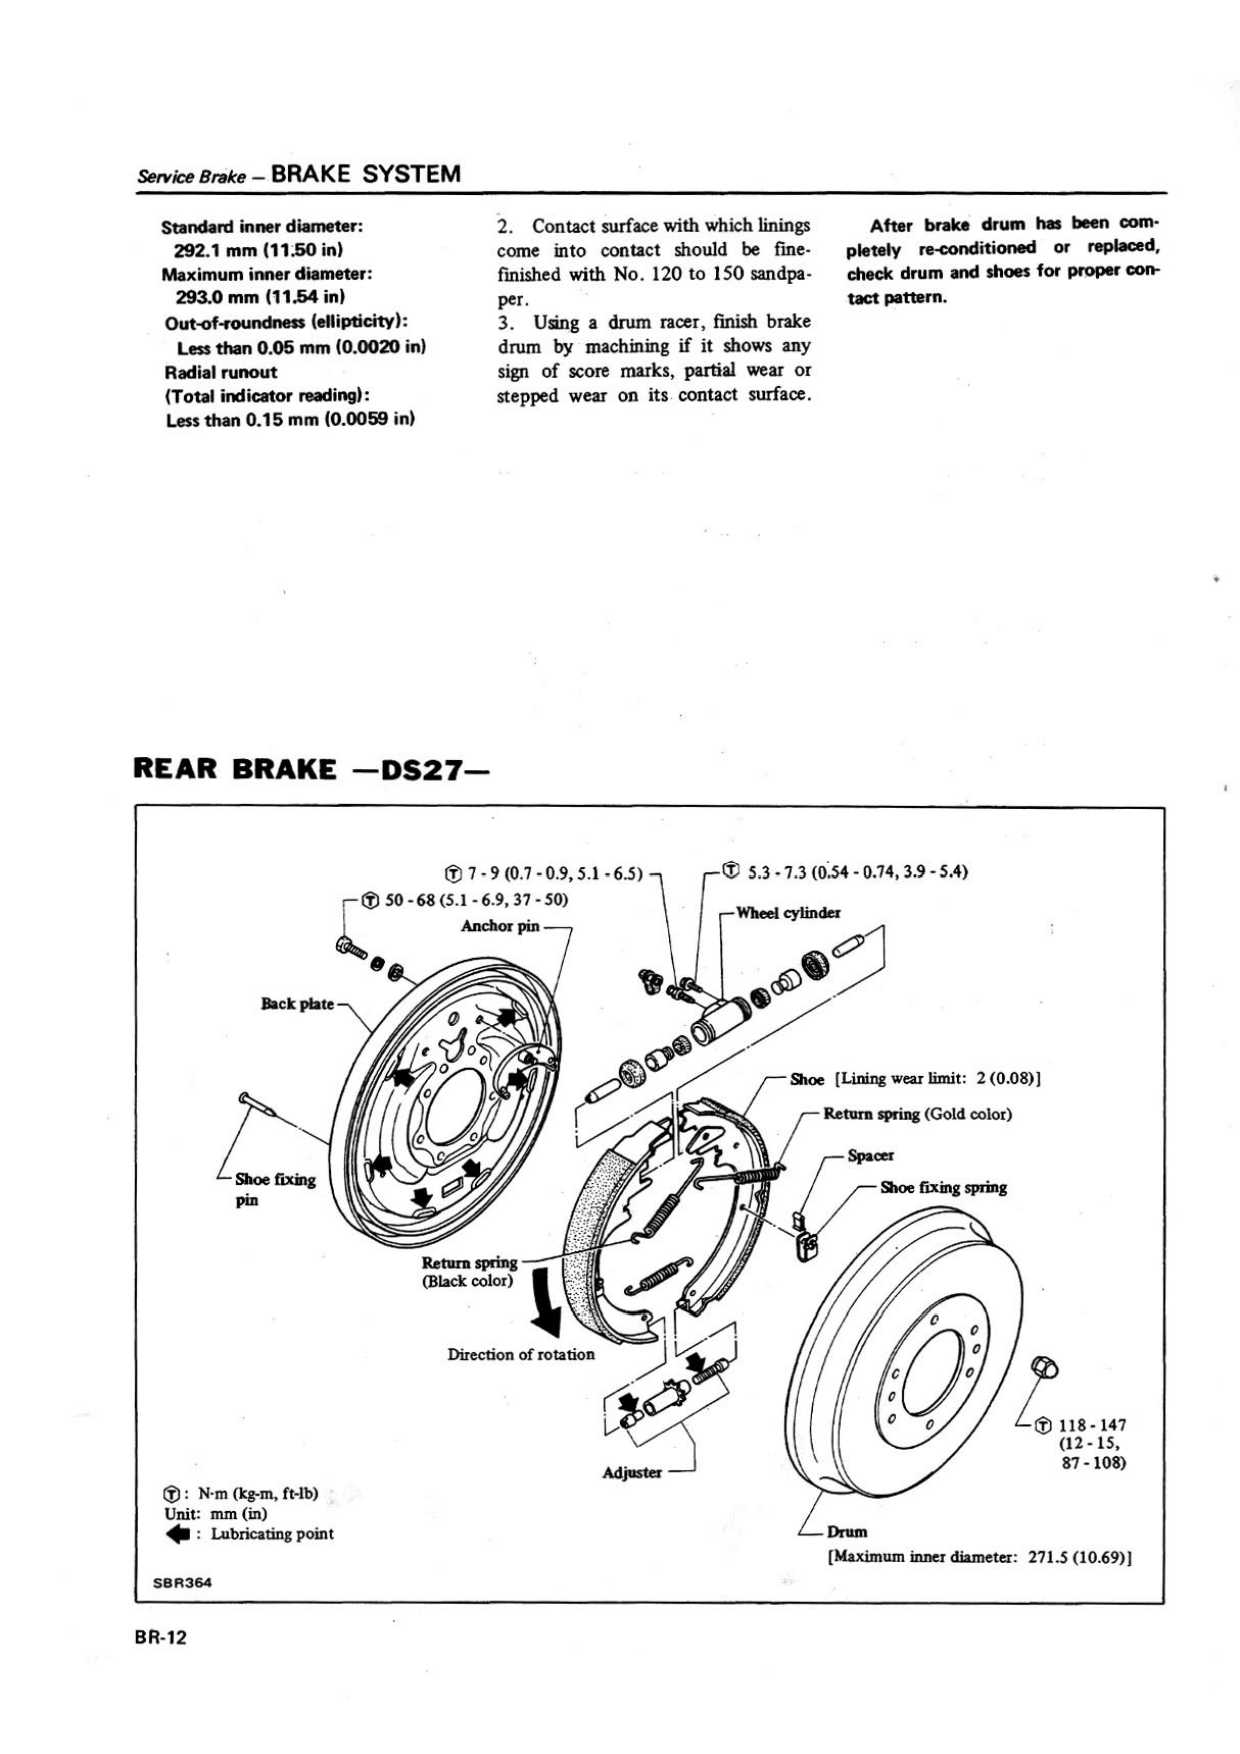 Service Brake — BRAKE SYSTEM
Standard inner diameter:
292.1 mm (11.50 in)
Maximum inner diameter:
293.0 mm (11.54 in)
Out-of-roundness (ellipticity):
Less than 0.05 mm (0.0020 in)
Radial runout
(Total indicator reading):
Less than 0.15 mm (0.0059 in)
2. Contact surface with which linings
come into contact should be fine-
finished with No. 120 to 150 sandpa-
per.
3. Using a drum racer, finish brake
drum by machining if it shows any
sign of score marks, partial wear or
stepped wear on its contact surface.
After brake drum has been com-
pletely re-conditioned or replaced,
check drum and shoes for proper con-
tact pattern.
REAR BRAKE —DS27—
Ⓣ 7 - 9 (0.7 - 0.9, 5.1 - 6.5)
Ⓣ 5.3 - 7.3 (0.54 - 0.74, 3.9 - 5.4)
Ⓣ 50 - 68 (5.1 - 6.9, 37 - 50)
Wheel cylinder
Anchor pin
Back plate
Shoe [Lining wear limit: 2 (0.08)]
Return spring (Gold color)
Spacer
Shoe fixing
pin
Shoe fixing spring
Return spring
(Black color)
Direction of rotation
Ⓣ 118 - 147
(12 - 15,
87 - 108)
Adjuster
Ⓣ : N·m (kg-m, ft-lb)
Unit: mm (in)
: Lubricating point
Drum
[Maximum inner diameter: 271.5 (10.69)]
SBR364
BR-12